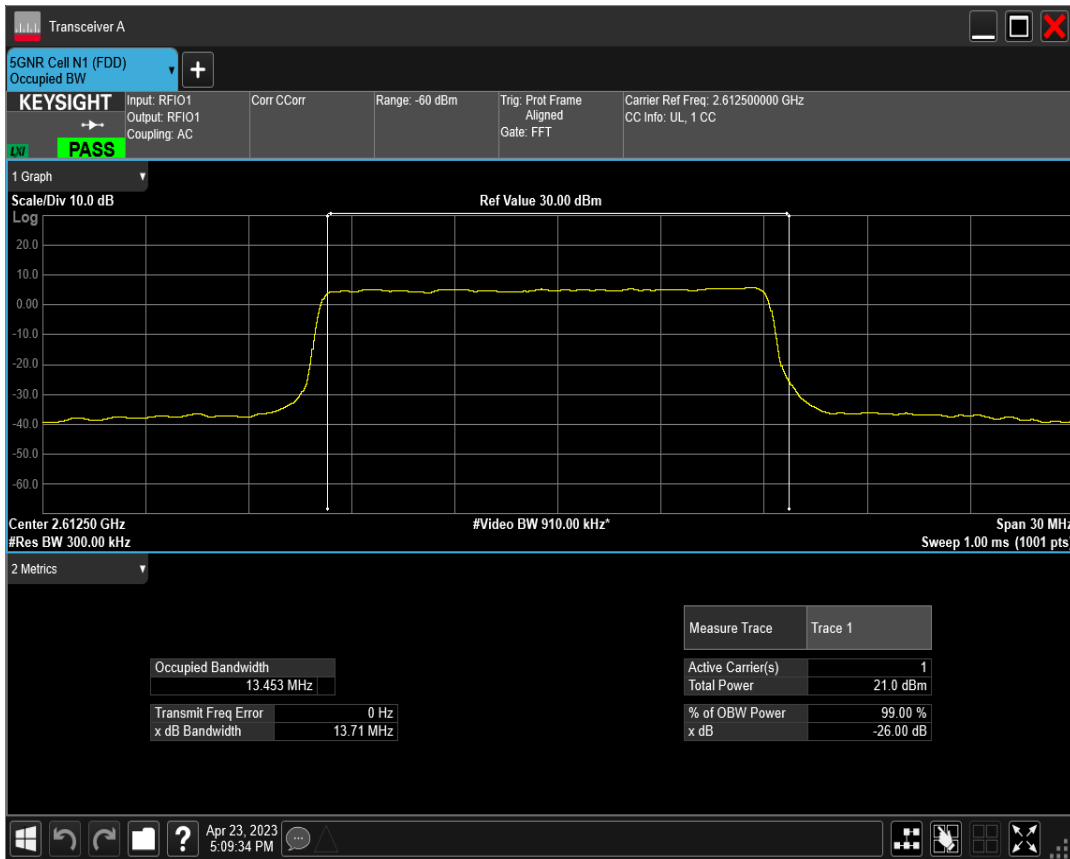 Transceiver A
5GNR Cell N1 (FDD)
Occupied BW
+
KEYSIGHT
LXI
PASS
Input: RFIO1
Output: RFIO1
Coupling: AC
Corr CCorr
Range: -60 dBm
Trig: Prot Frame
Aligned
Gate: FFT
Carrier Ref Freq: 2.612500000 GHz
CC Info: UL, 1 CC
1 Graph
Scale/Div 10.0 dB
Ref Value 30.00 dBm
Log
20.0
10.0
0.00
-10.0
-20.0
-30.0
-40.0
-50.0
-60.0
Center 2.61250 GHz
#Video BW 910.00 kHz*
Span 30 MHz
#Res BW 300.00 kHz
Sweep 1.00 ms (1001 pts)
2 Metrics
Measure Trace Trace 1
Occupied Bandwidth
13.453 MHz
Active Carrier(s) 1
Total Power 21.0 dBm
Transmit Freq Error 0 Hz
x dB Bandwidth 13.71 MHz
% of OBW Power 99.00 %
x dB -26.00 dB
?
Apr 23, 2023
5:09:34 PM